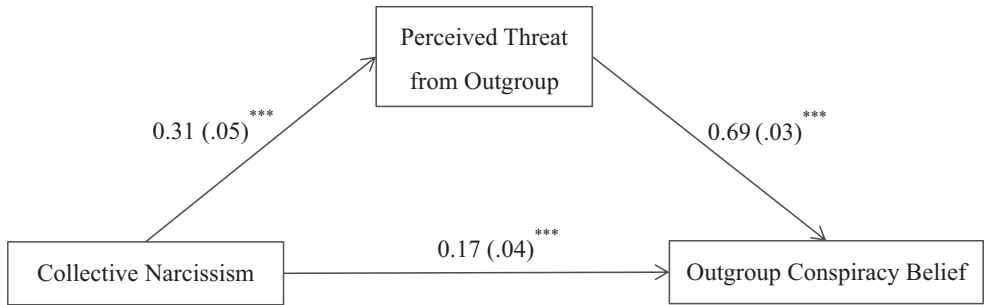 Perceived Threat
from Outgroup
0.31 (.05)***
0.69 (.03)***
0.17 (.04)***
Collective Narcissism
Outgroup Conspiracy Belief